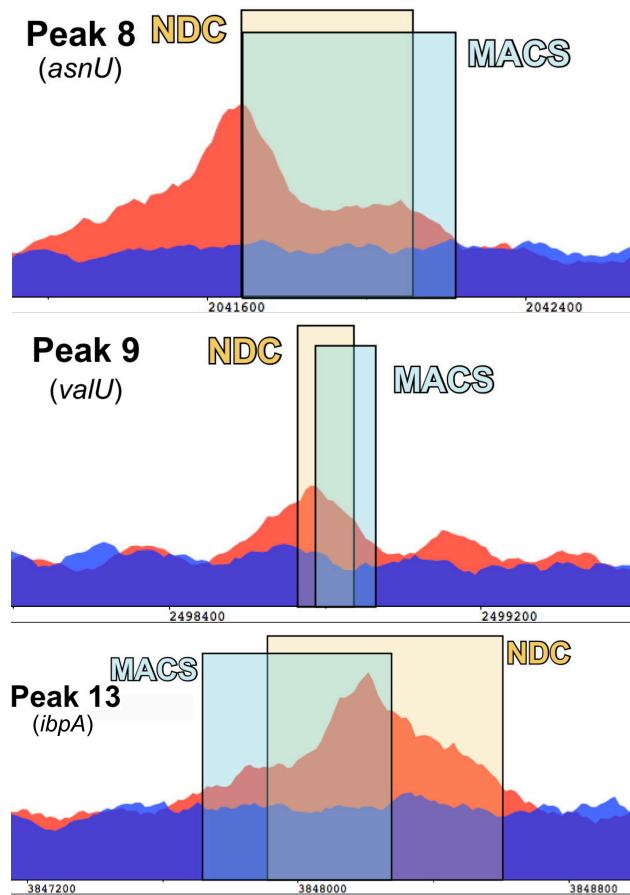 Peak 8
(asnU)
NDC
MACS
2041600
2042400
Peak 9
(valU)
NDC
MACS
2498400
2499200
Peak 13
(ibpA)
MACS
NDC
3847200
3848000
3848800